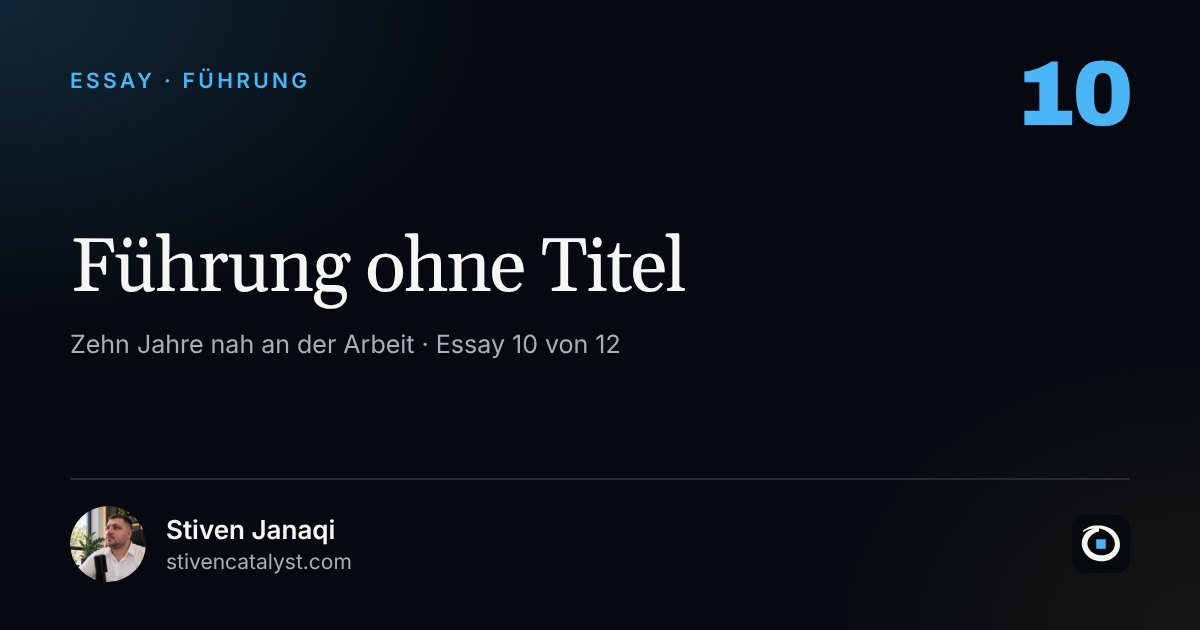 ESSAY · FÜHRUNG
10
Führung ohne Titel
Zehn Jahre nah an der Arbeit · Essay 10 von 12
Stiven Janaqi
stivencatalyst.com